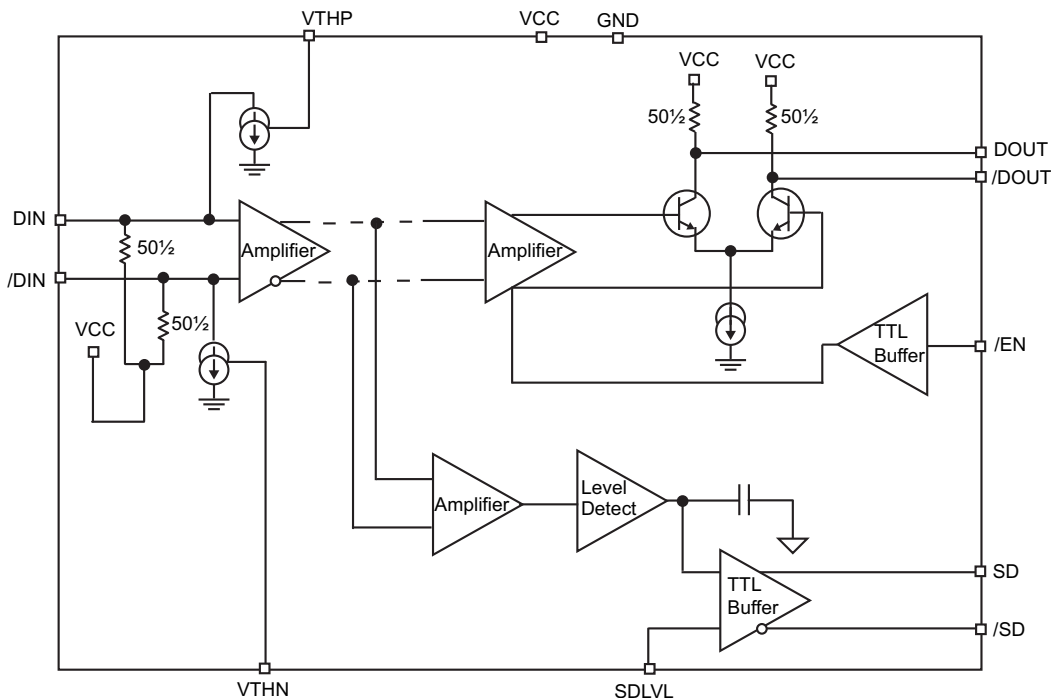 VTHP
VCC
GND
VCC
VCC
50½
50½
DOUT
/DOUT
DIN
50½
Amplifier
Amplifier
/DIN
50½
VCC
TTL
Buffer
/EN
Amplifier
Level
Detect
TTL
Buffer
SD
/SD
VTHN
SDLVL